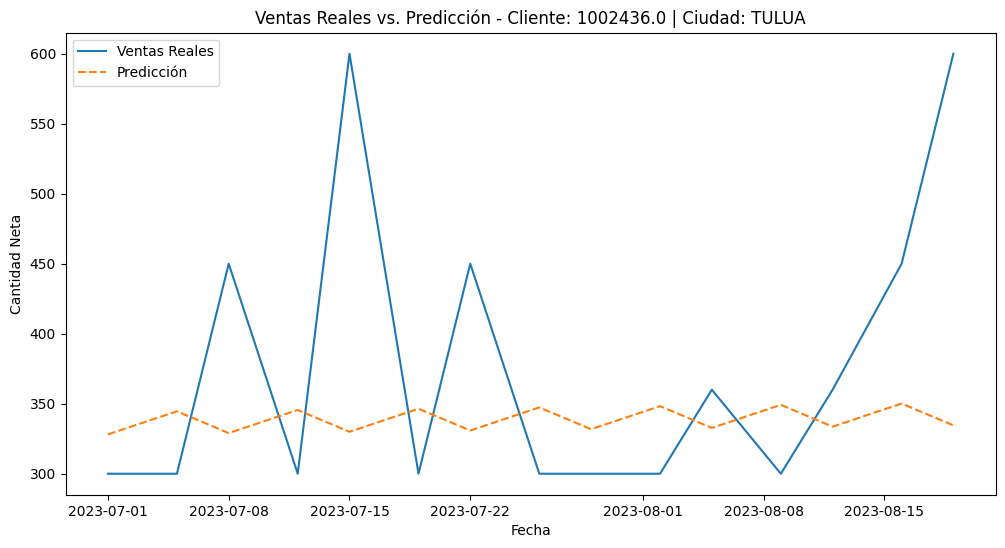 Ventas Reales vs. Predicción - Cliente: 1002436.0 | Ciudad: TULUA
Ventas Reales
Predicción
600
550
500
450
400
350
300
Cantidad Neta
2023-07-01
2023-07-08
2023-07-15
2023-07-22
2023-08-01
2023-08-08
2023-08-15
Fecha